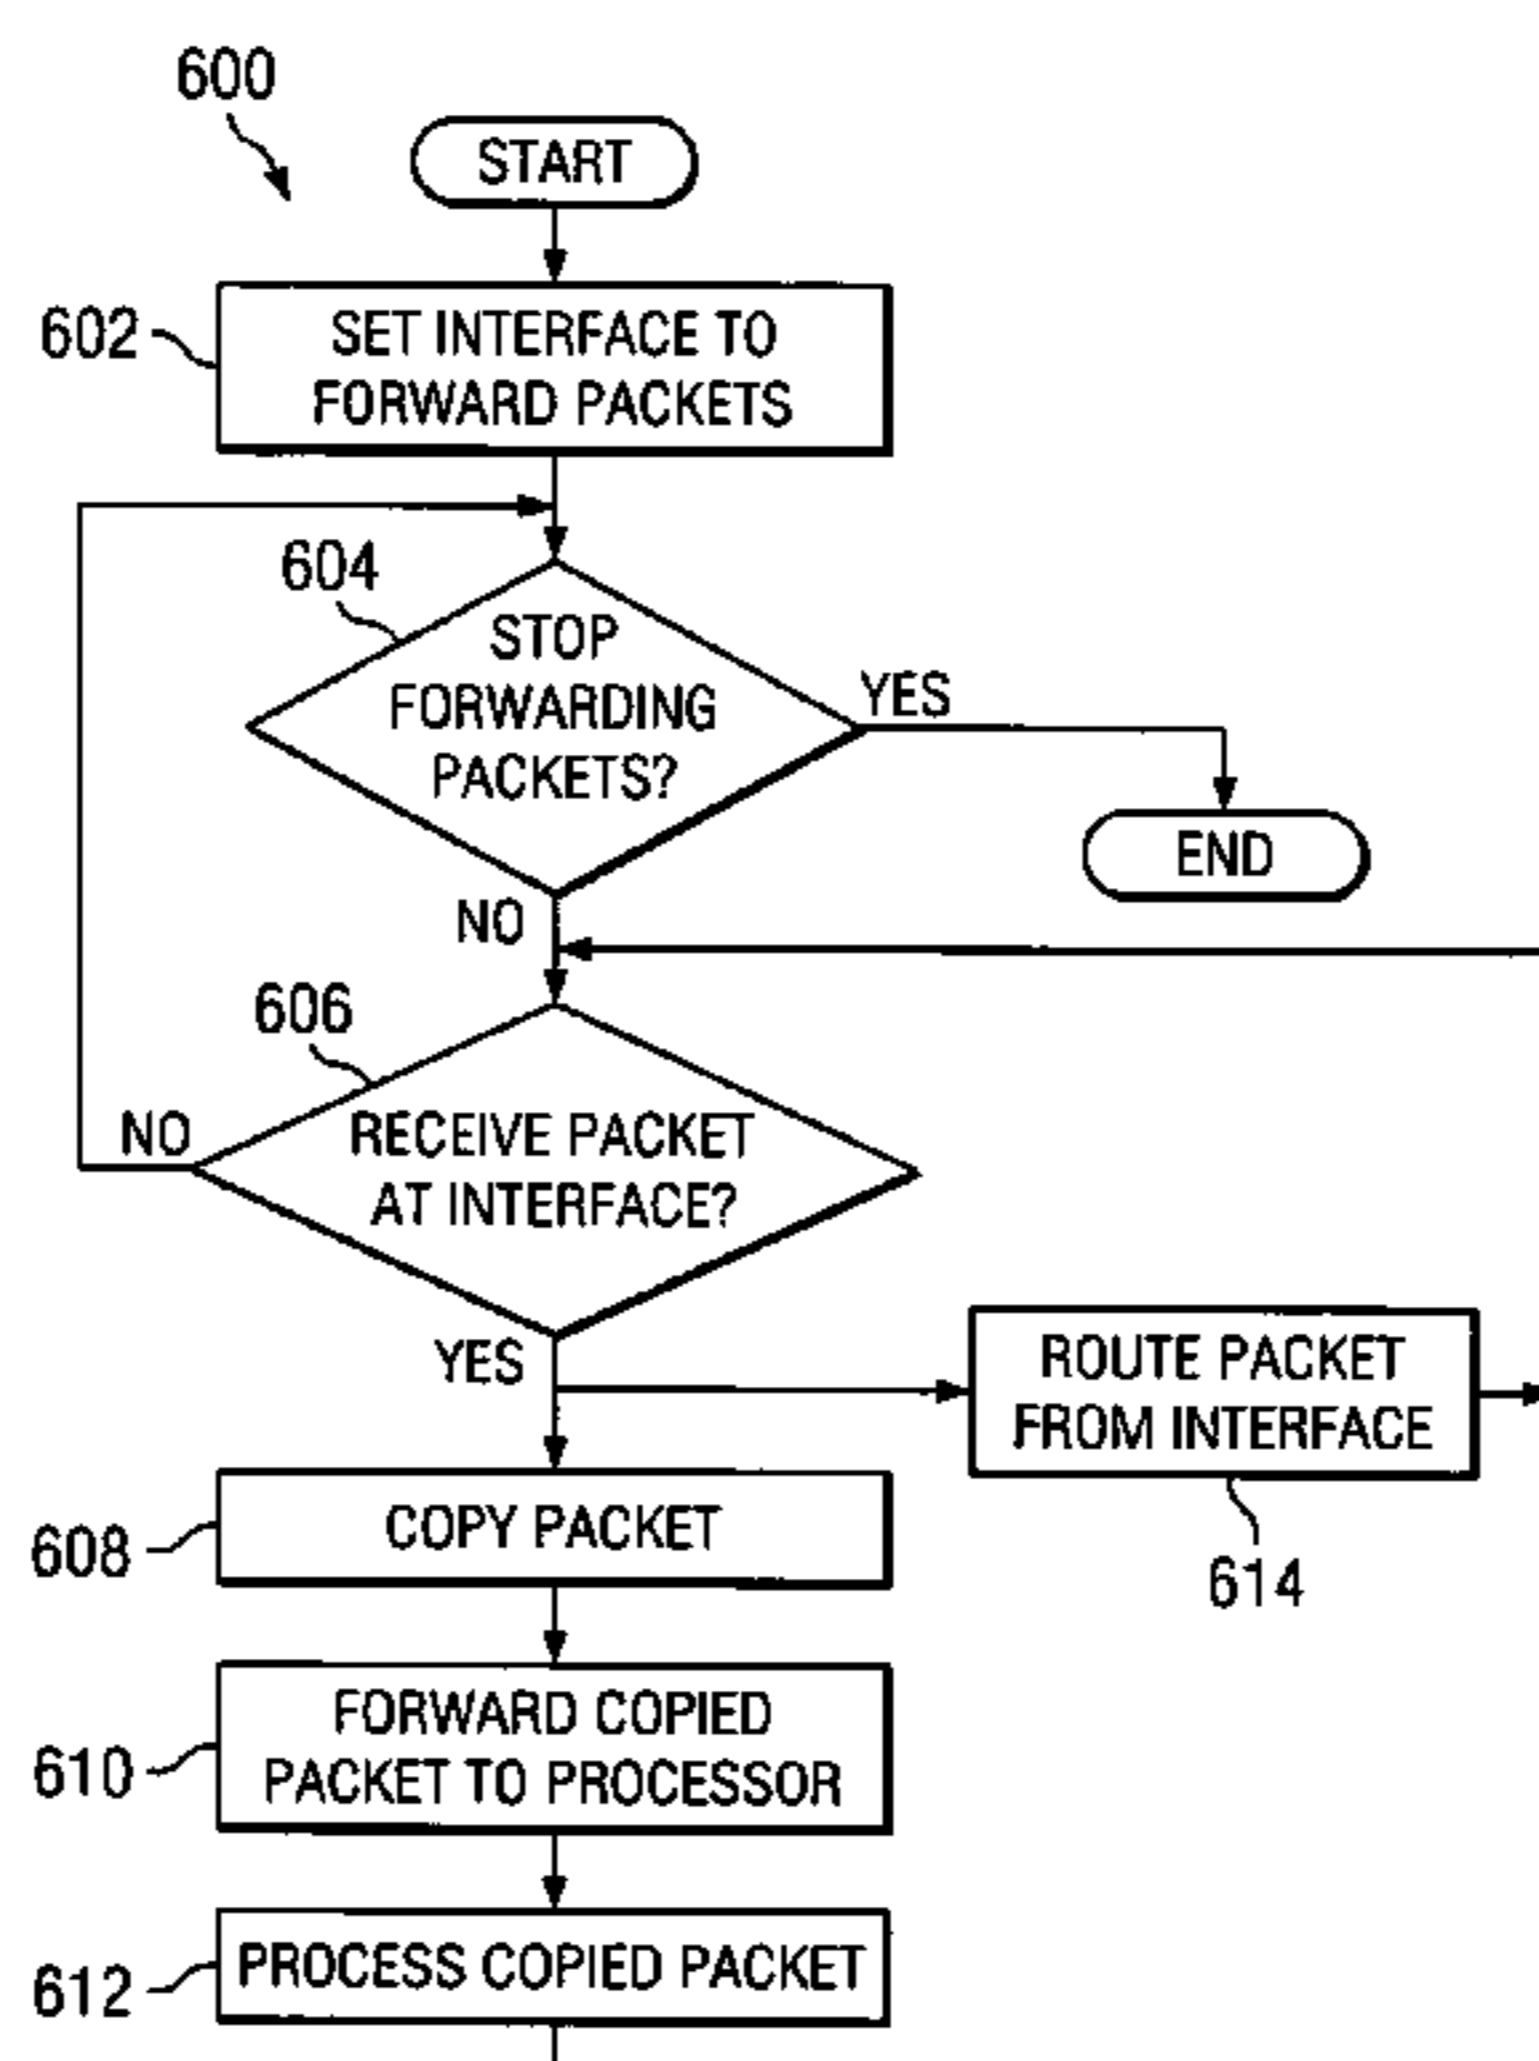 600
START
602
SET INTERFACE TO
FORWARD PACKETS
604
STOP
FORWARDING
PACKETS?
YES
END
NO
606
NO
RECEIVE PACKET
AT INTERFACE?
YES
ROUTE PACKET
FROM INTERFACE
614
608
COPY PACKET
610
FORWARD COPIED
PACKET TO PROCESSOR
612
PROCESS COPIED PACKET